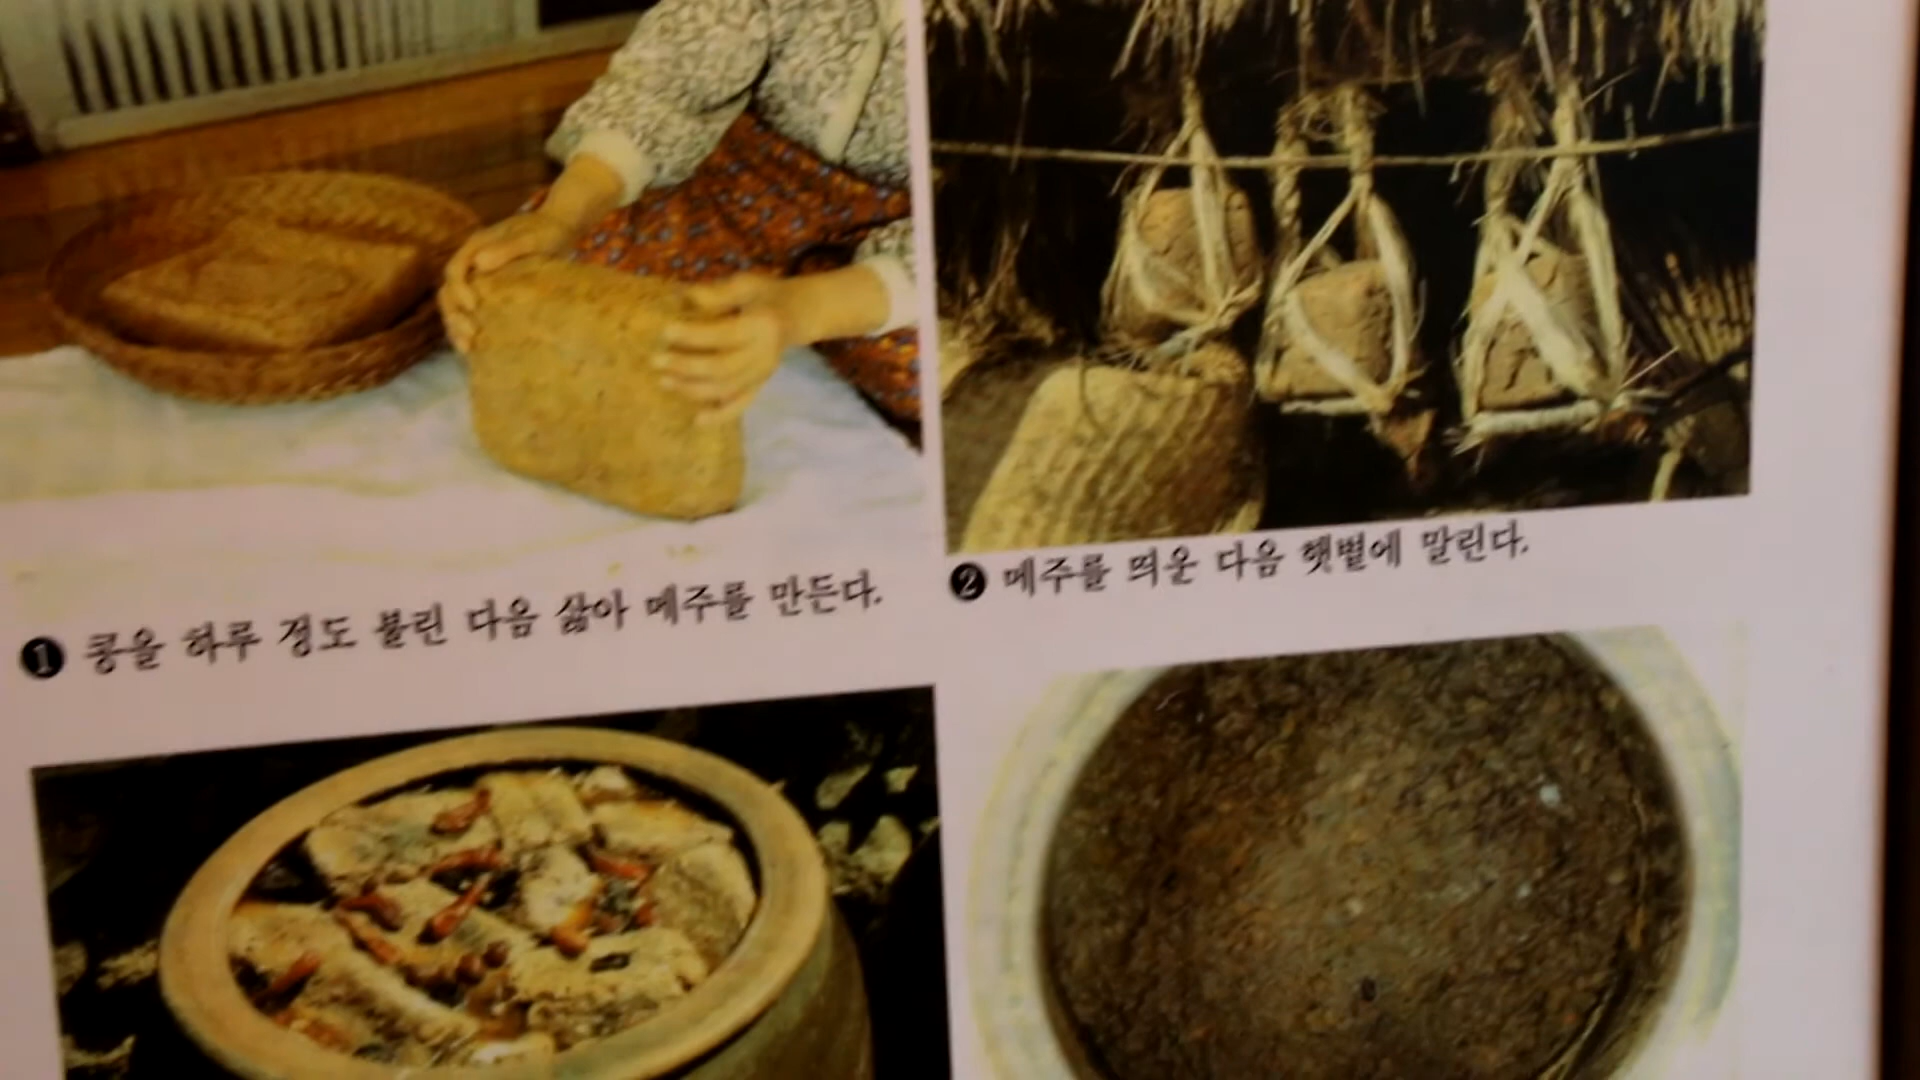 ❶ 콩을 하루 정도 불린 다음 삶아 메주를 만든다.
❷ 메주를 띄운 다음 햇볕에 말린다.